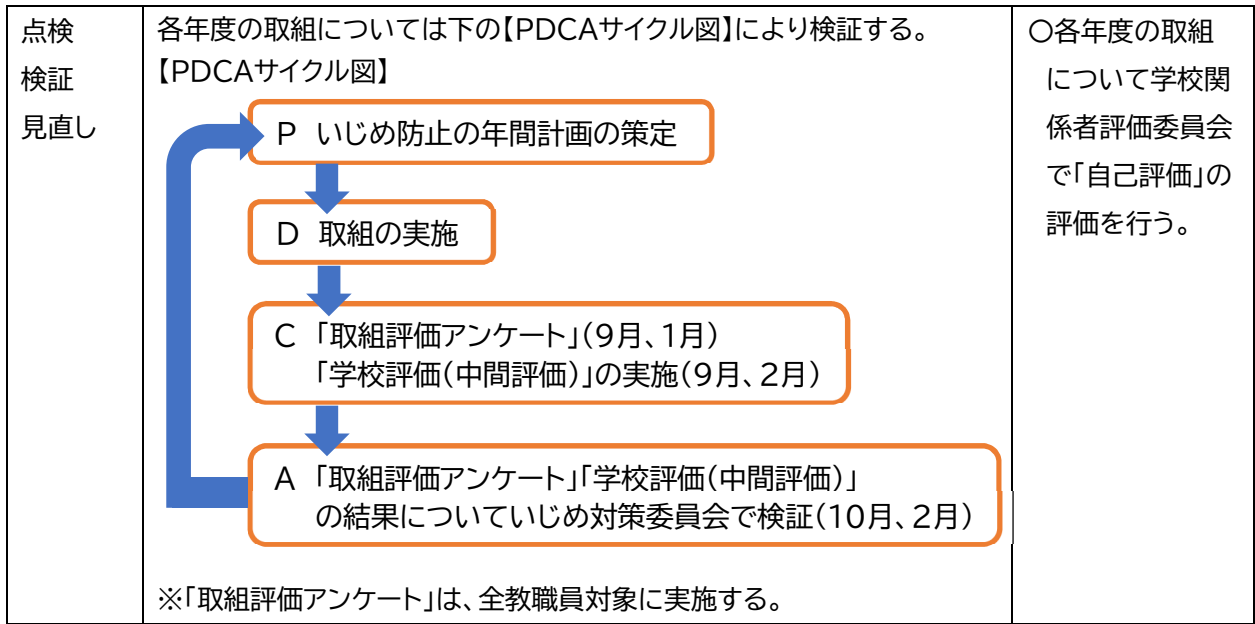 点検
検証
見直し
各年度の取組については下の【PDCAサイクル図】により検証する。
【PDCAサイクル図】
P いじめ防止の年間計画の策定
D 取組の実施
C 「取組評価アンケート」(9月、1月)
「学校評価(中間評価)」の実施(9月、2月)
A 「取組評価アンケート」「学校評価(中間評価)」
の結果についていじめ対策委員会で検証(10月、2月)
※「取組評価アンケート」は、全教職員対象に実施する。
〇各年度の取組
について学校関
係者評価委員会
で「自己評価」の
評価を行う。